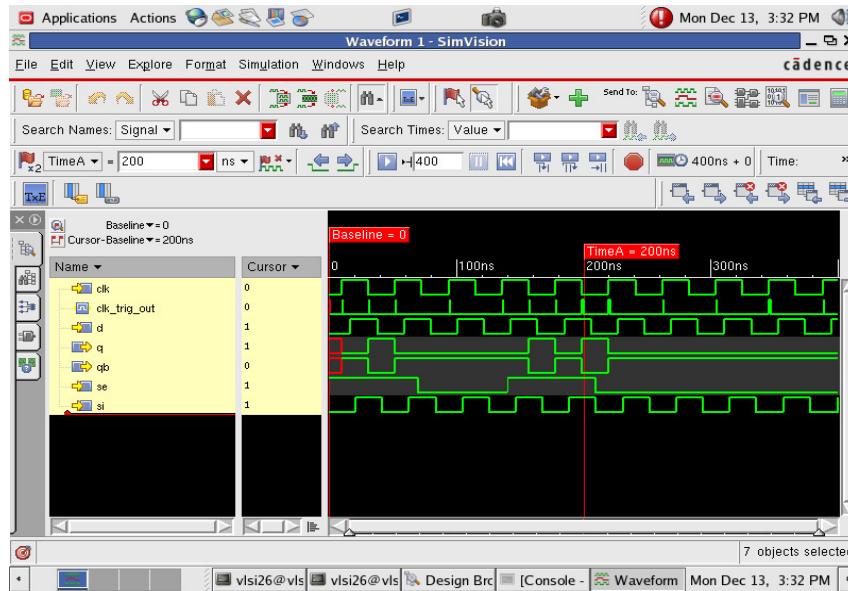 Applications Actions Mon Dec 13, 3:32 PM
Waveform 1 - SimVision
File Edit View Explore Format Simulation Windows Help cādence
Send To:
Search Names: Signal Search Times: Value
x2 TimeA = 200 ns 400 400ns + 0 Time:
TxE
Baseline = 0
Cursor-Baseline = 200ns
Baseline = 0
TimeA = 200ns
Name Cursor 0 100ns 200ns 300ns
clk 0
clk_trig_out 0
d 1
q 1
qb 0
se 1
si 1
7 objects selecte
vlsi26@vls vlsi26@vls Design Brc [Console - Waveform Mon Dec 13, 3:32 PM